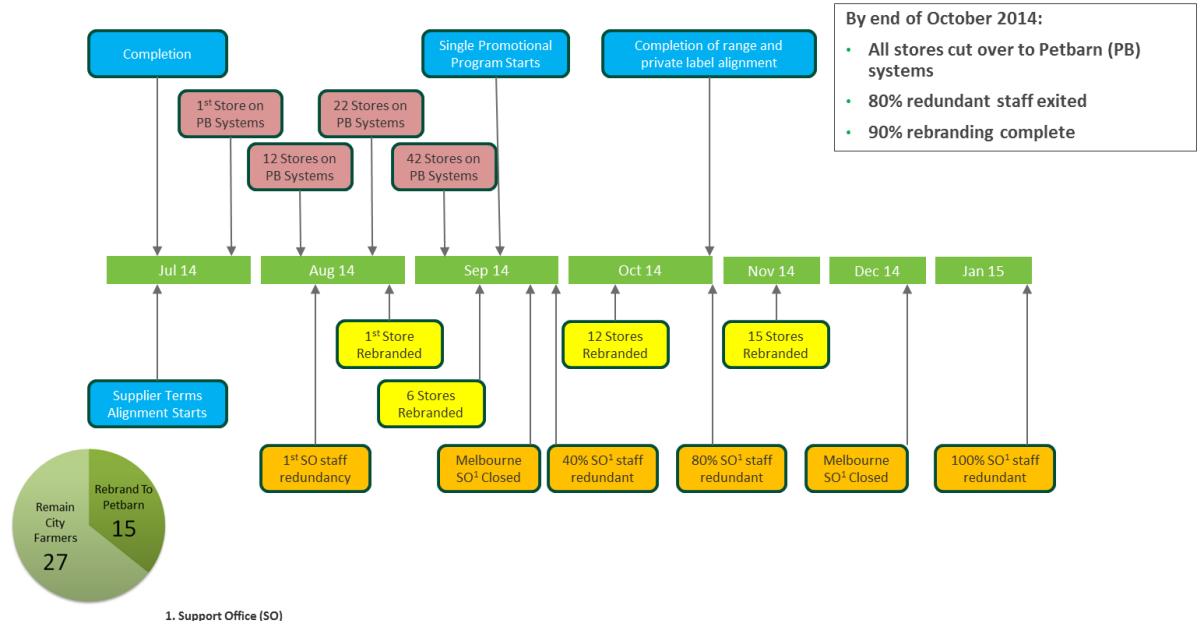 By end of October 2014:
• All stores cut over to Petbarn (PB)
systems
• 80% redundant staff exited
• 90% rebranding complete
Completion
Single Promotional
Program Starts
Completion of range and
private label alignment
1st Store on
PB Systems
22 Stores on
PB Systems
12 Stores on
PB Systems
42 Stores on
PB Systems
Jul 14
Aug 14
Sep 14
Oct 14
Nov 14
Dec 14
Jan 15
1st Store
Rebranded
12 Stores
Rebranded
15 Stores
Rebranded
Supplier Terms
Alignment Starts
6 Stores
Rebranded
1st SO staff
redundancy
Melbourne
SO1 Closed
40% SO1 staff
redundant
80% SO1 staff
redundant
Melbourne
SO1 Closed
100% SO1 staff
redundant
Rebrand To
Petbarn
15
Remain
City
Farmers
27
1. Support Office (SO)